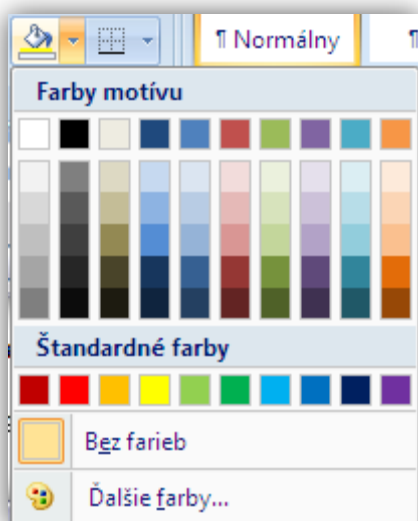 ¶ Normálny
¶
Farby motívu
Štandardné farby
Bez farieb
Ďalšie farby...